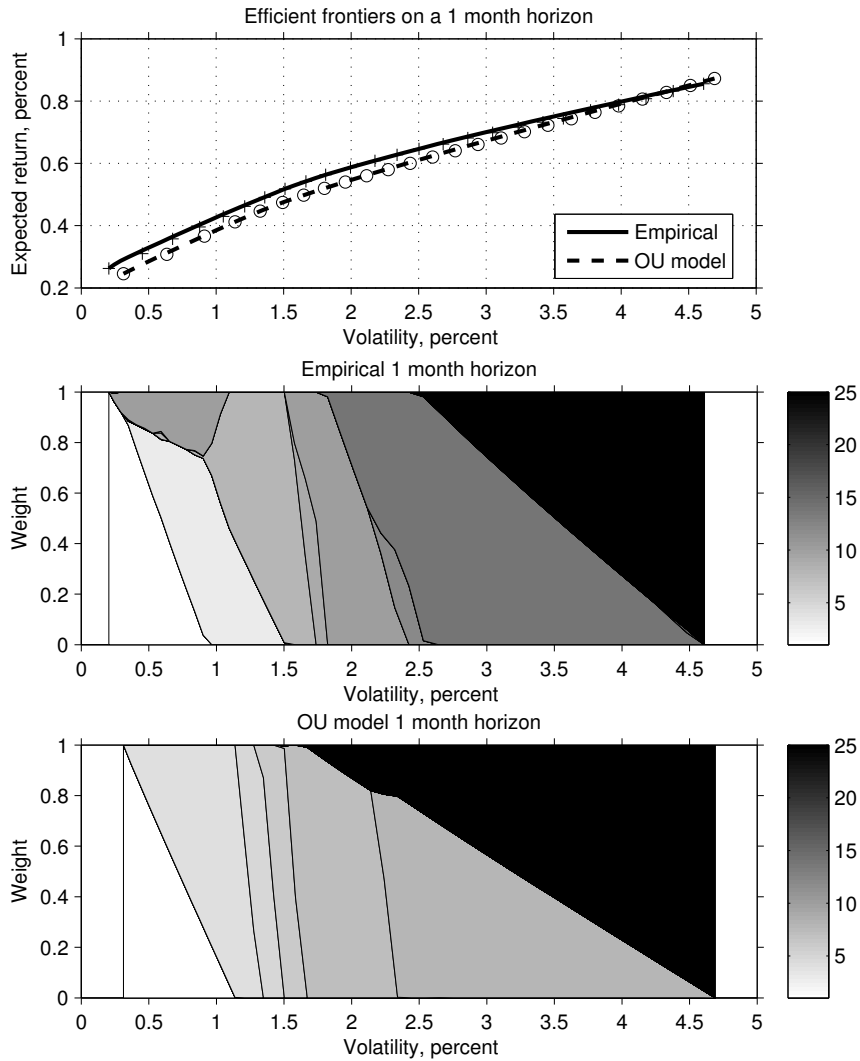 Efficient frontiers on a 1 month horizon
1
0.8
0.6
0.4
0.2
Expected return, percent
Empirical
OU model
0 0.5 1 1.5 2 2.5 3 3.5 4 4.5 5
Volatility, percent
Empirical 1 month horizon
1
0.8
0.6
0.4
0.2
0
Weight
25
20
15
10
5
0 0.5 1 1.5 2 2.5 3 3.5 4 4.5 5
Volatility, percent
OU model 1 month horizon
1
0.8
0.6
0.4
0.2
0
Weight
25
20
15
10
5
0 0.5 1 1.5 2 2.5 3 3.5 4 4.5 5
Volatility, percent